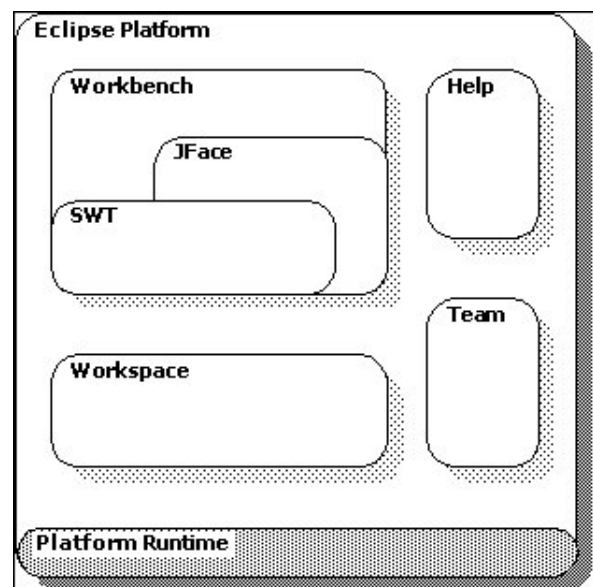 Eclipse Platform
Workbench
Help
JFace
SWT
Team
Workspace
Platform Runtime